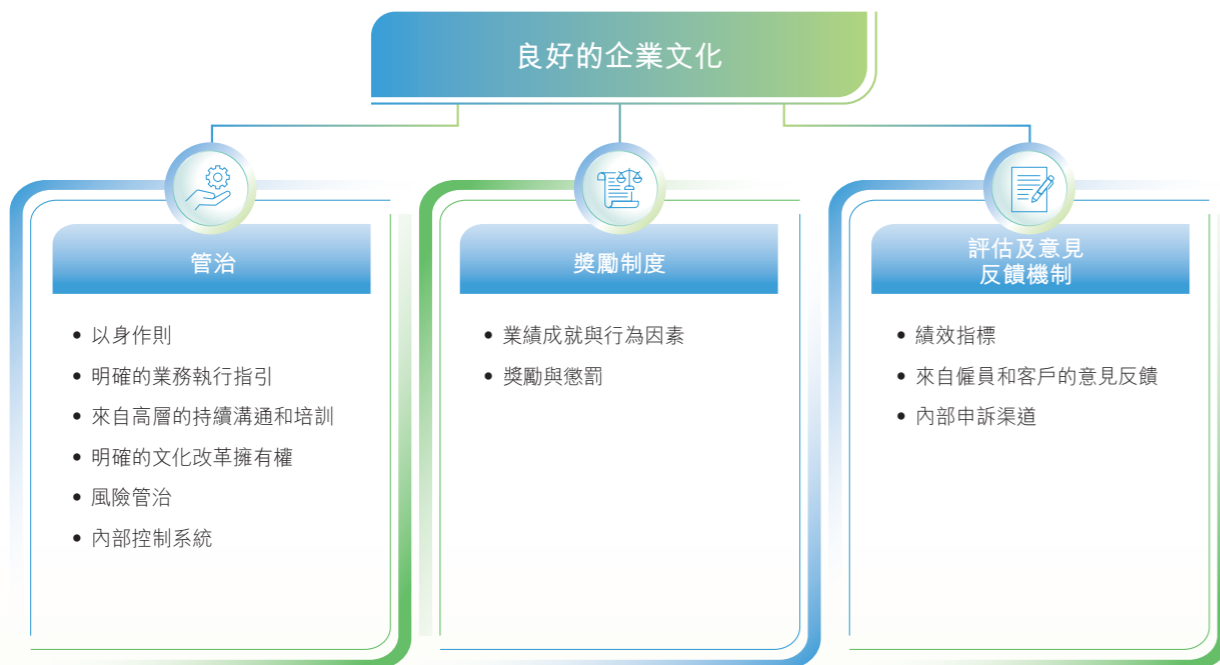 良好的企業文化
管治
以身作則
明確的業務執行指引
來自高層的持續溝通和培訓
明確的文化改革擁有權
風險管治
內部控制系統
獎勵制度
業績成就與行為因素
獎勵與懲罰
評估及意見
反饋機制
績效指標
來自僱員和客戶的意見反饋
內部申訴渠道